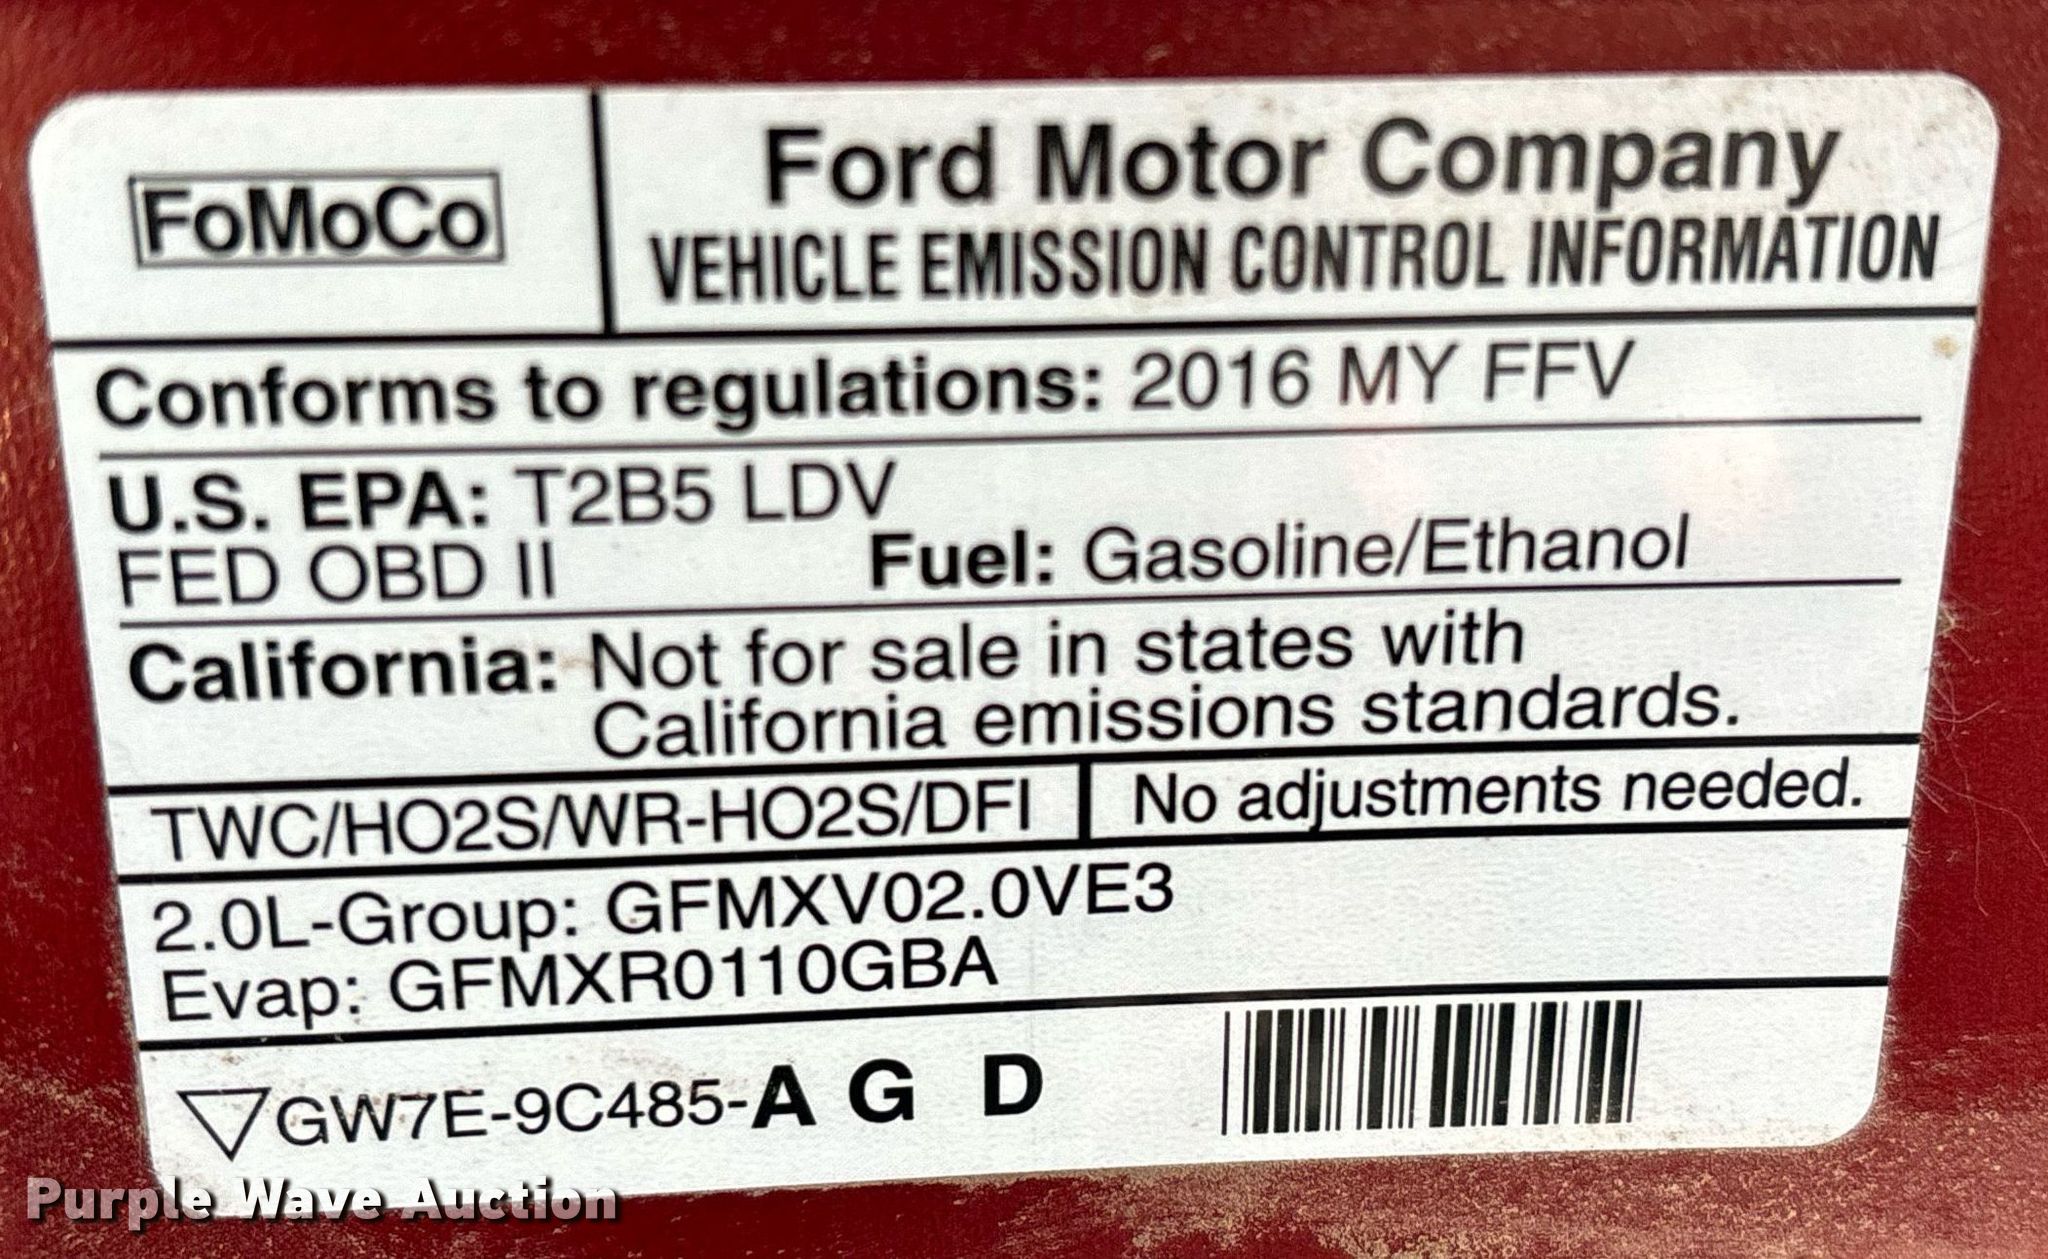 FoMoCo
Ford Motor Company
VEHICLE EMISSION CONTROL INFORMATION
Conforms to regulations: 2016 MY FFV
U.S. EPA: T2B5 LDV
FED OBD II Fuel: Gasoline/Ethanol
California: Not for sale in states with
California emissions standards.
TWC/HO2S/WR-HO2S/DFI No adjustments needed.
2.0L-Group: GFMXV02.0VE3
Evap: GFMXR0110GBA
GW7E-9C485-A G D
Purple Wave Auction